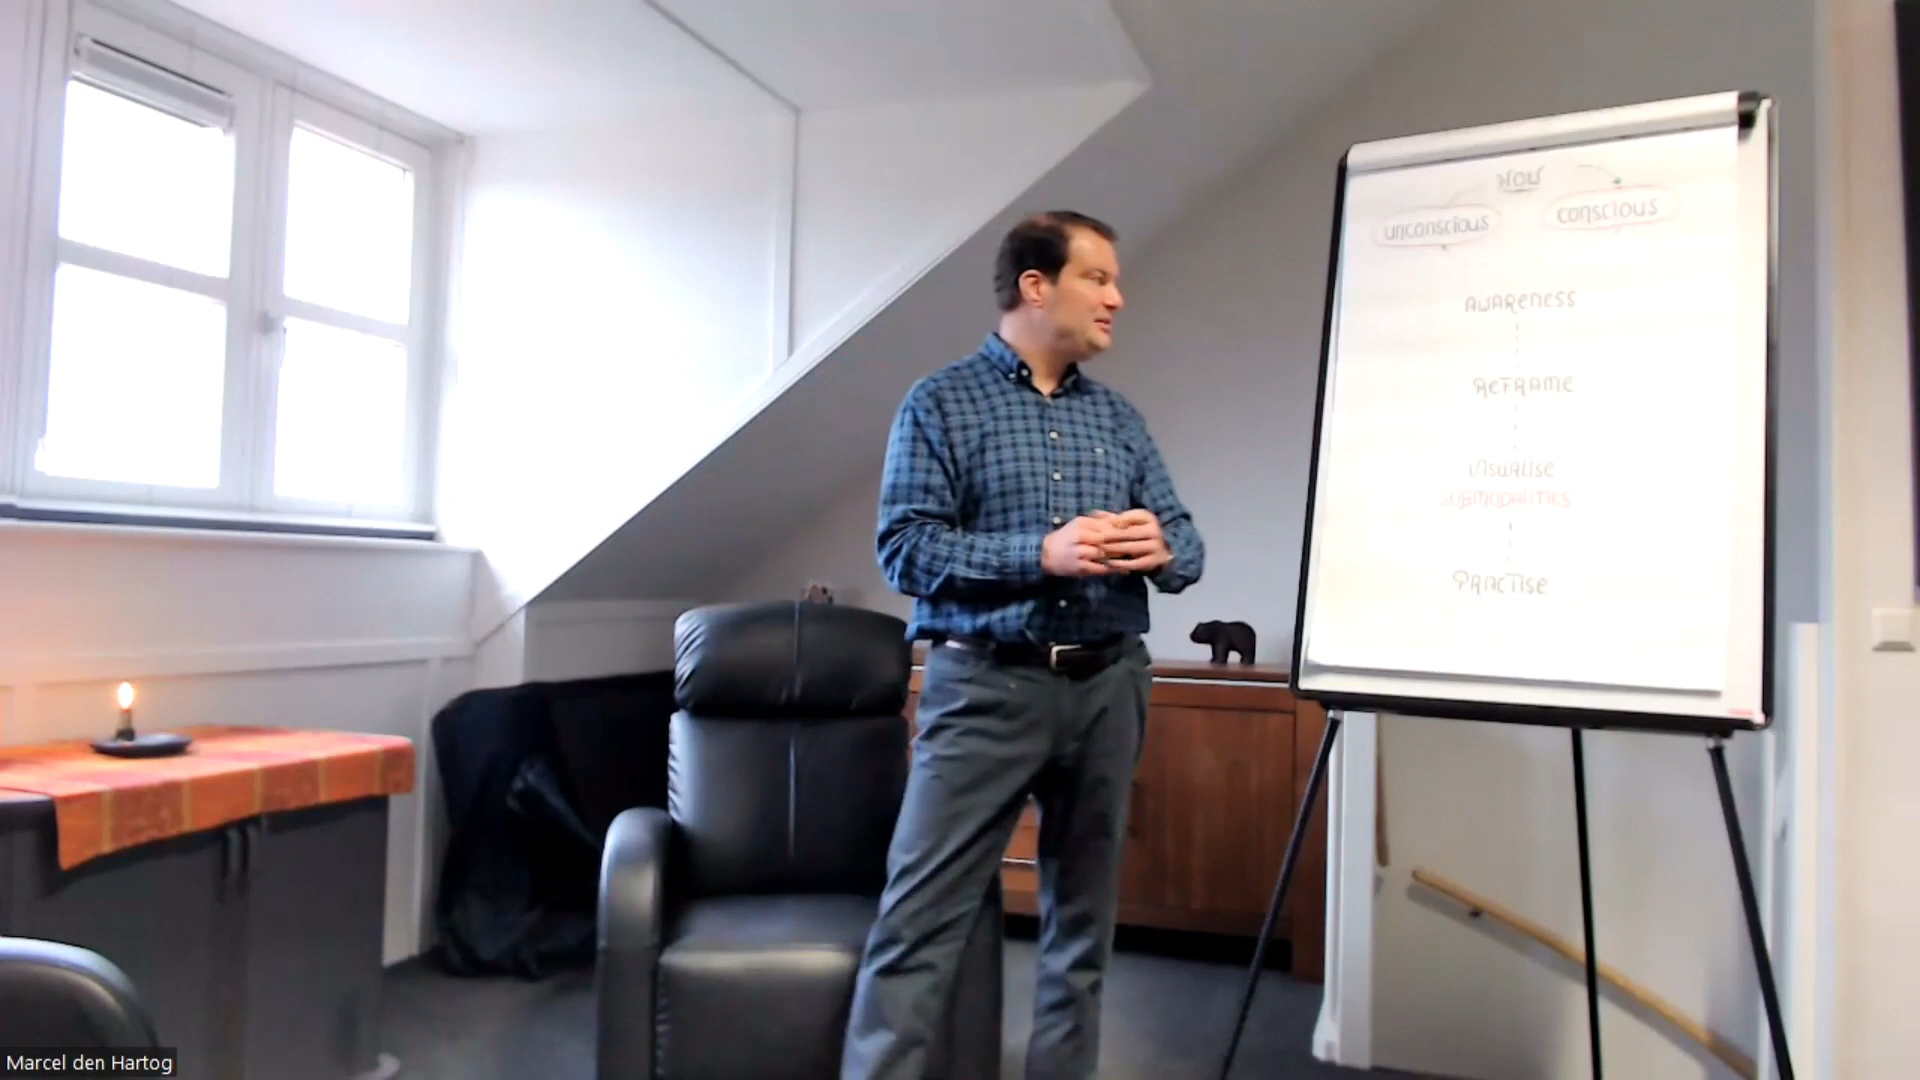 HOW
unconscious
conscious
AWARENESS
REFRAME
VISUALISE
SUBMODALITIES
PRACTISE
Marcel den Hartog